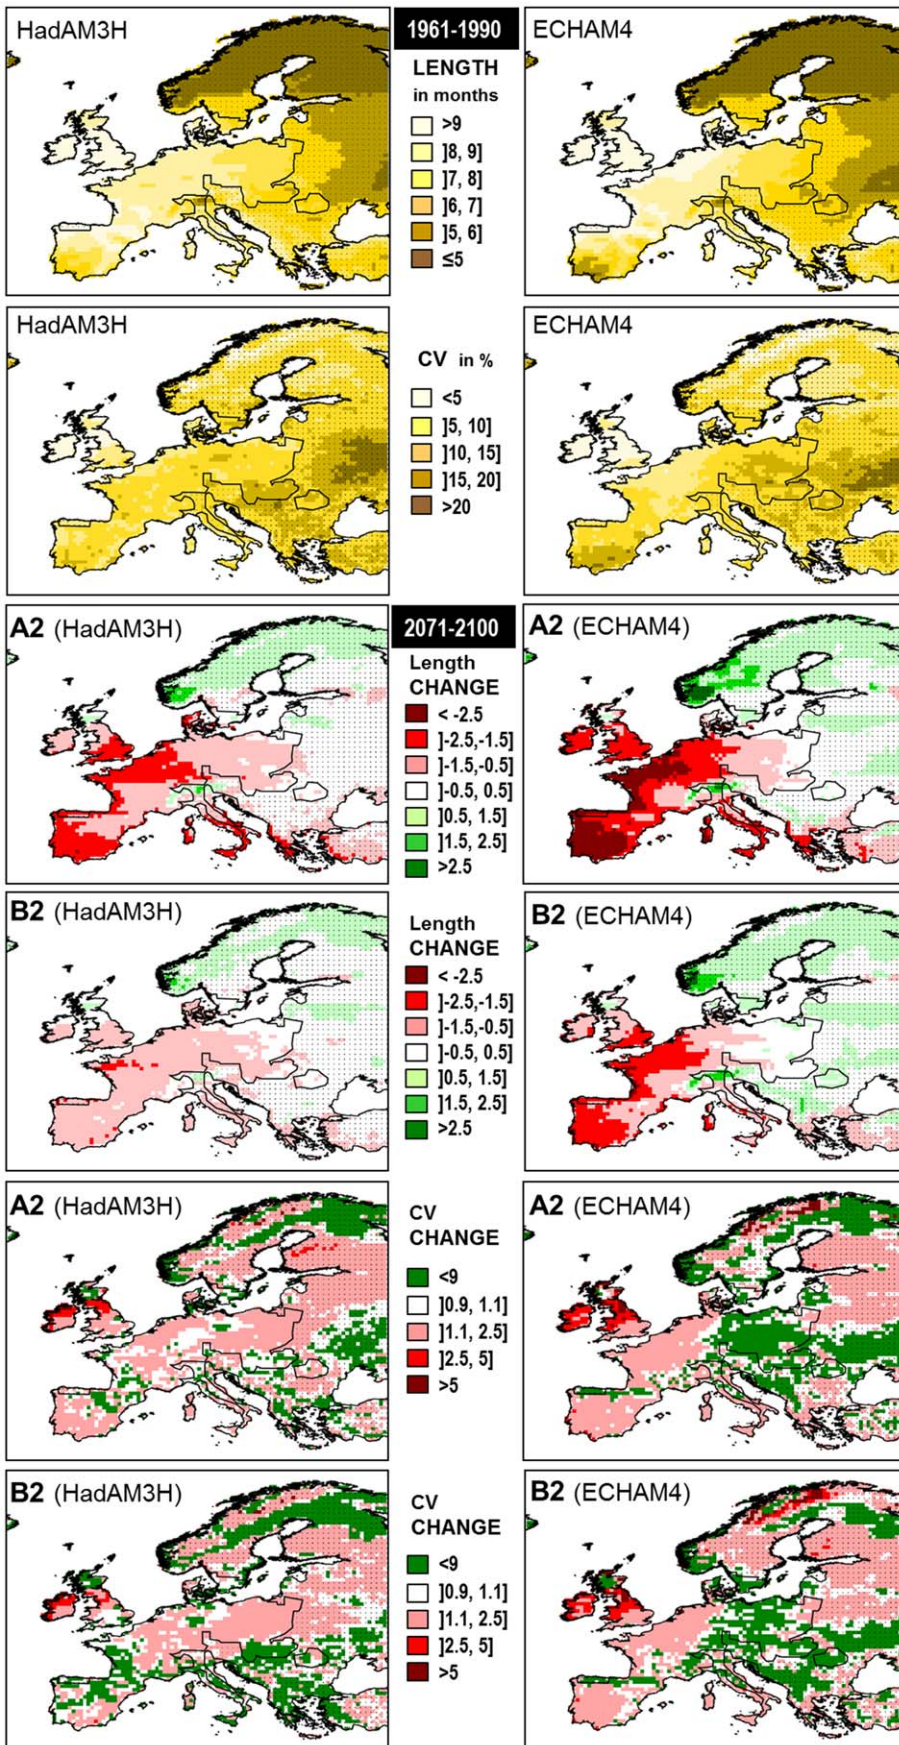 HadAM3H
1961-1990
ECHAM4
LENGTH
in months
>9
]8, 9]
]7, 8]
]6, 7]
]5, 6]
≤5
HadAM3H
ECHAM4
CV in %
<5
]5, 10]
]10, 15]
]15, 20]
>20
A2 (HadAM3H)
2071-2100
A2 (ECHAM4)
Length
CHANGE
< -2.5
]-2.5,-1.5]
]-1.5,-0.5]
]-0.5, 0.5]
]0.5, 1.5]
]1.5, 2.5]
>2.5
B2 (HadAM3H)
B2 (ECHAM4)
Length
CHANGE
< -2.5
]-2.5,-1.5]
]-1.5,-0.5]
]-0.5, 0.5]
]0.5, 1.5]
]1.5, 2.5]
>2.5
A2 (HadAM3H)
A2 (ECHAM4)
CV
CHANGE
<9
]0.9, 1.1]
]1.1, 2.5]
]2.5, 5]
>5
B2 (HadAM3H)
B2 (ECHAM4)
CV
CHANGE
<9
]0.9, 1.1]
]1.1, 2.5]
]2.5, 5]
>5